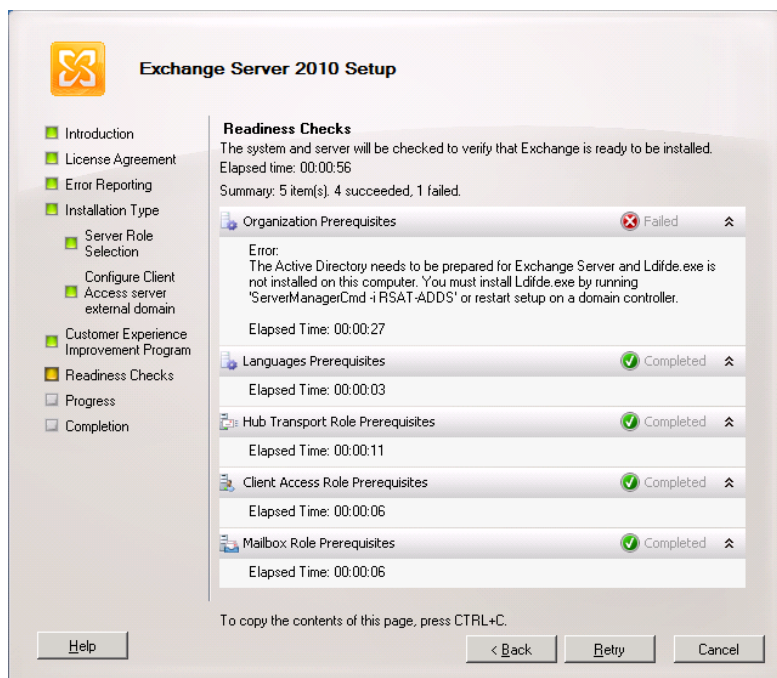 Exchange Server 2010 Setup
Introduction
License Agreement
Error Reporting
Installation Type
Server Role
Selection
Configure Client
Access server
external domain
Customer Experience
Improvement Program
Readiness Checks
Progress
Completion
Readiness Checks
The system and server will be checked to verify that Exchange is ready to be installed.
Elapsed time: 00:00:56
Summary: 5 item(s). 4 succeeded, 1 failed.
Organization Prerequisites Failed
Error:
The Active Directory needs to be prepared for Exchange Server and Ldifde.exe is
not installed on this computer. You must install Ldifde.exe by running
'ServerManagerCmd -i RSAT-ADDS' or restart setup on a domain controller.
Elapsed Time: 00:00:27
Languages Prerequisites Completed
Elapsed Time: 00:00:03
Hub Transport Role Prerequisites Completed
Elapsed Time: 00:00:11
Client Access Role Prerequisites Completed
Elapsed Time: 00:00:06
Mailbox Role Prerequisites Completed
Elapsed Time: 00:00:06
To copy the contents of this page, press CTRL+C.
Help < Back Retry Cancel